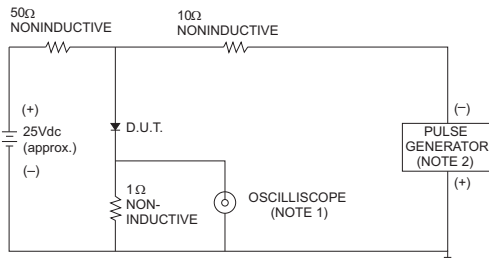 50Ω
NONINDUCTIVE
10Ω
NONINDUCTIVE
(+)
25Vdc
(approx.)
(–)
D.U.T.
1Ω
NON-
INDUCTIVE
OSCILLISCOPE
(NOTE 1)
(–)
PULSE
GENERATOR
(NOTE 2)
(+)